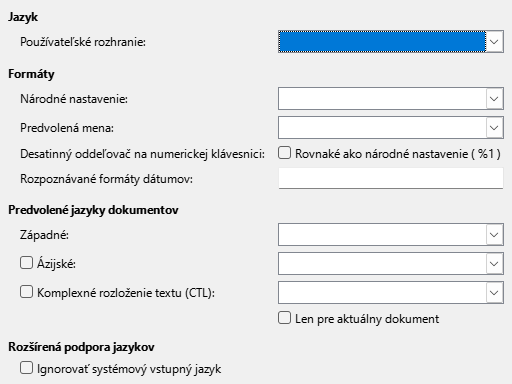 Jazyk
Používateľské rozhranie:
Formáty
Národné nastavenie:
Predvolená mena:
Desatinný oddeľovač na numerickej klávesnici: Rovnaké ako národné nastavenie ( %1 )
Rozpoznávané formáty dátumov:
Predvolené jazyky dokumentov
Západné:
Ázijské:
Komplexné rozloženie textu (CTL):
Len pre aktuálny dokument
Rozšírená podpora jazykov
Ignorovať systémový vstupný jazyk